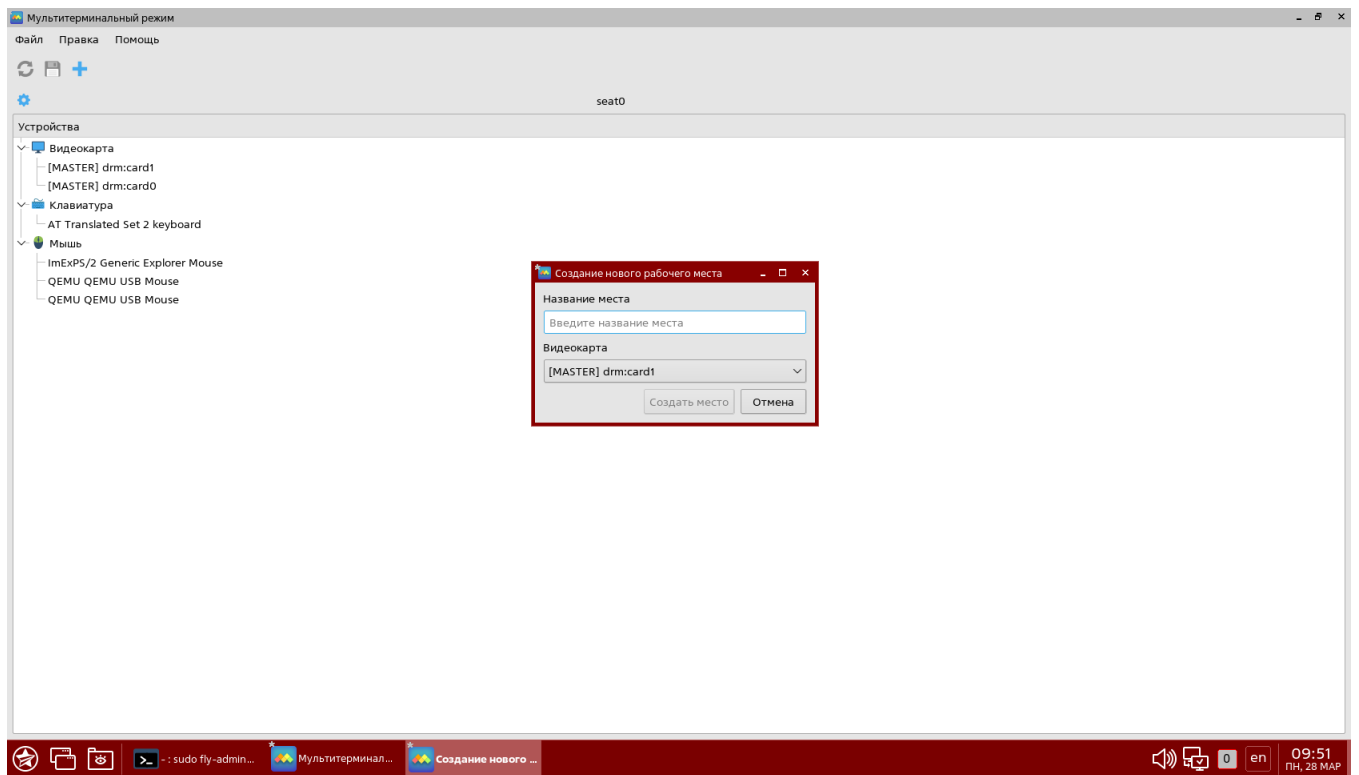 Мультитерминальный режим
Файл Правка Помощь
seat0
Устройства
Видеокарта
[MASTER] drm:card1
[MASTER] drm:card0
Клавиатура
AT Translated Set 2 keyboard
Мышь
ImExPS/2 Generic Explorer Mouse
QEMU QEMU USB Mouse
QEMU QEMU USB Mouse
Создание нового рабочего места
Название места
Введите название места
Видеокарта
[MASTER] drm:card1
Создать место Отмена
- : sudo fly-admin... Мультитерминал... Создание нового ... 0 en 09:51
ПН, 28 МАР